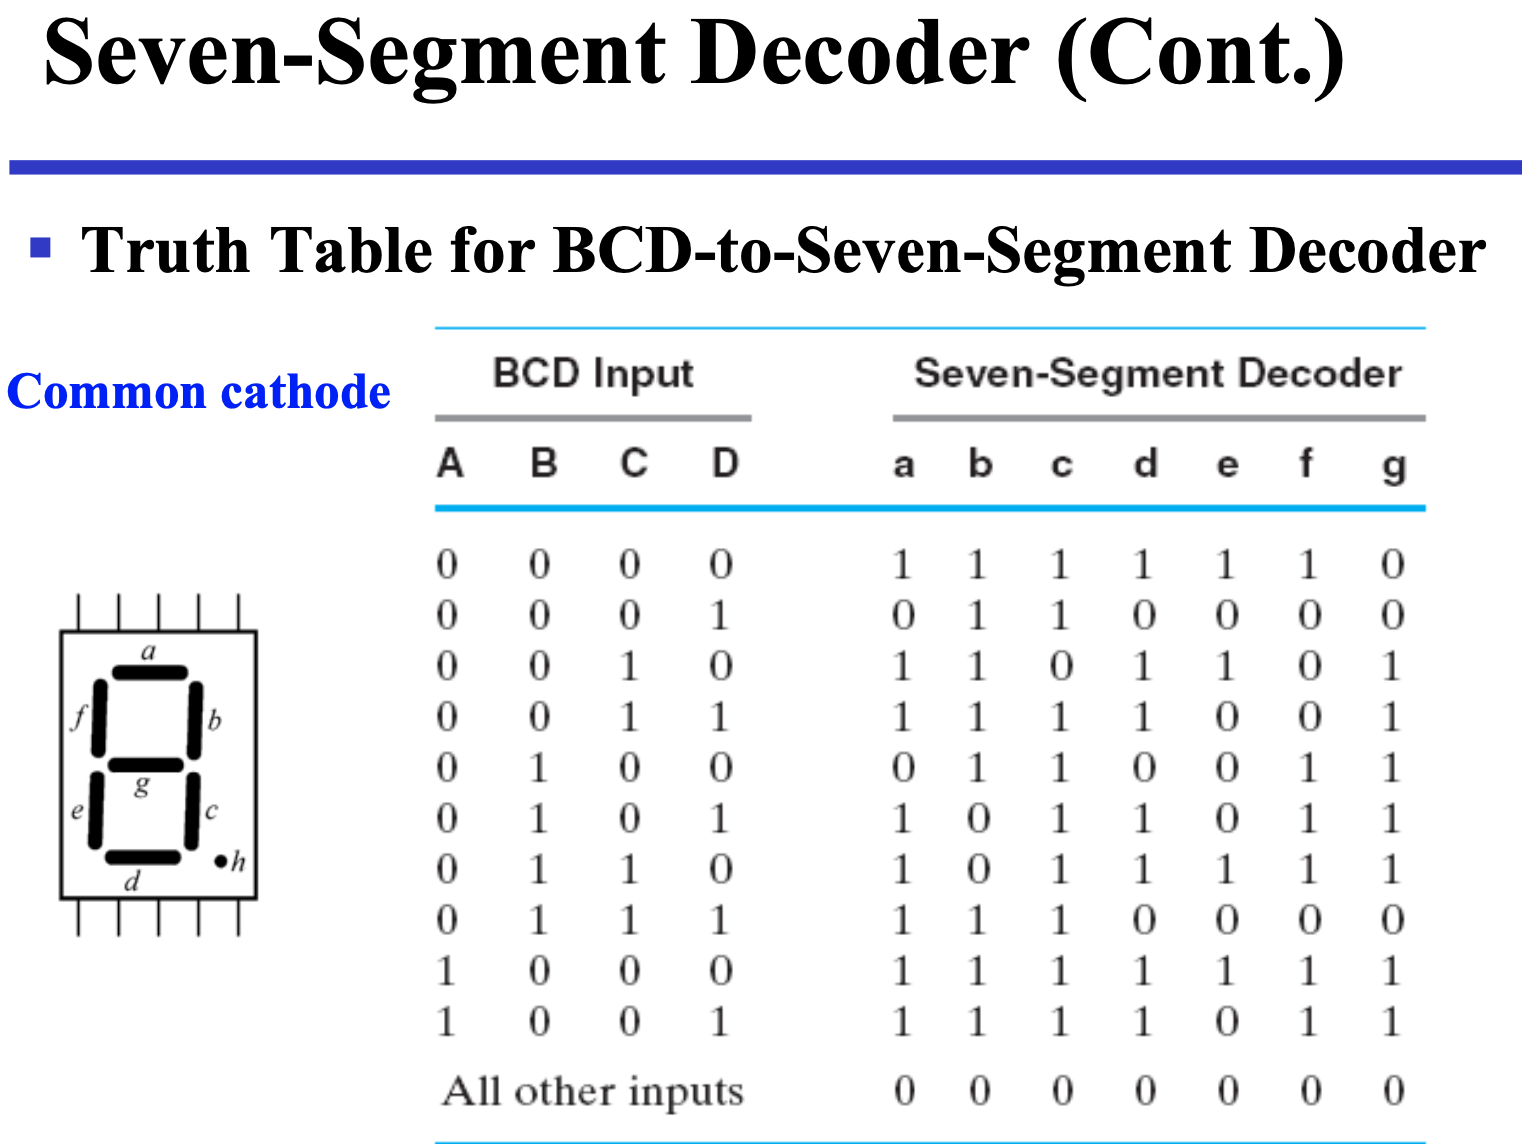 Seven-Segment Decoder (Cont.)
Truth Table for BCD-to-Seven-Segment Decoder
Common cathode
BCD Input Seven-Segment Decoder
A B C D a b c d e f g
0 0 0 0 1 1 1 1 1 1 0
0 0 0 1 0 1 1 0 0 0 0
0 0 1 0 1 1 0 1 1 0 1
0 0 1 1 1 1 1 1 0 0 1
0 1 0 0 0 1 1 0 0 1 1
0 1 0 1 1 0 1 1 0 1 1
0 1 1 0 1 0 1 1 1 1 1
0 1 1 1 1 1 1 0 0 0 0
1 0 0 0 1 1 1 1 1 1 1
1 0 0 1 1 1 1 1 0 1 1
All other inputs 0 0 0 0 0 0 0
a
f b
g
e c
h
d